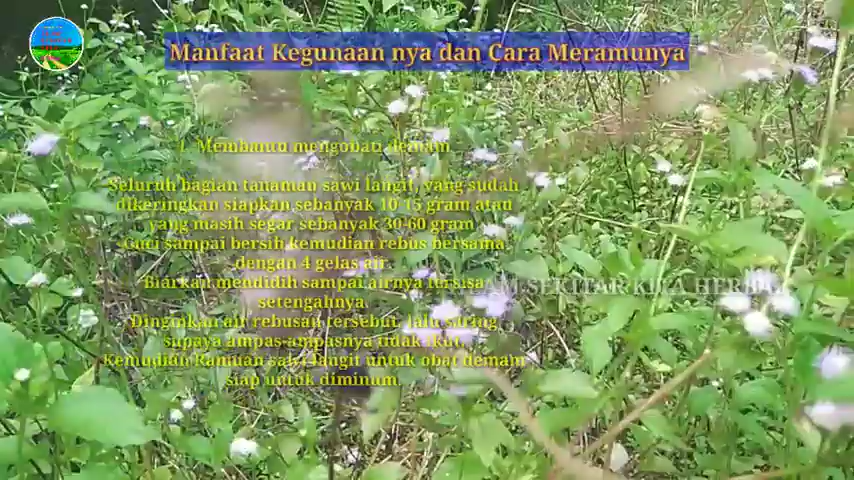 Manfaat Kegunaan nya dan Cara Meramunya
1. Membantu mengobati demam
Seluruh bagian tanaman sawi langit, yang sudah
dikeringkan siapkan sebanyak 10-15 gram atau
yang masih segar sebanyak 30-60 gram
Cuci sampai bersih kemudian rebus bersama
dengan 4 gelas air.
Biarkan mendidih sampai airnya tersisa
setengahnya.
Dinginkan air rebusan tersebut, lalu saring
supaya ampas-ampasnya tidak ikut.
Kemudian Ramuan sawi langit untuk obat demam
siap untuk diminum.
SEKITAR KITA HERBAL